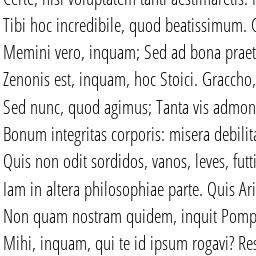 Certe, nisi voluptatem tanti aestimaretis.
Tibi hoc incredibile, quod beatissimum.
Memini vero, inquam; Sed ad bona praet
Zenonis est, inquam, hoc Stoici. Graccho,
Sed nunc, quod agimus; Tanta vis admon
Bonum integritas corporis: misera debilita
Quis non odit sordidos, vanos, leves, futti
Iam in altera philosophiae parte. Quis Ari
Non quam nostram quidem, inquit Pomp
Mihi, inquam, qui te id ipsum rogavi? Res